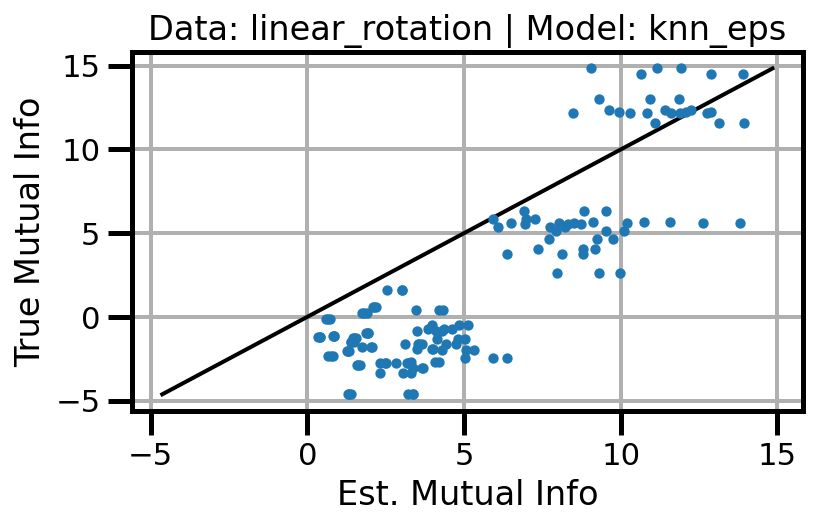 Data: linear_rotation | Model: knn_eps
True Mutual Info
15
10
5
0
−5
−5 0 5 10 15
Est. Mutual Info